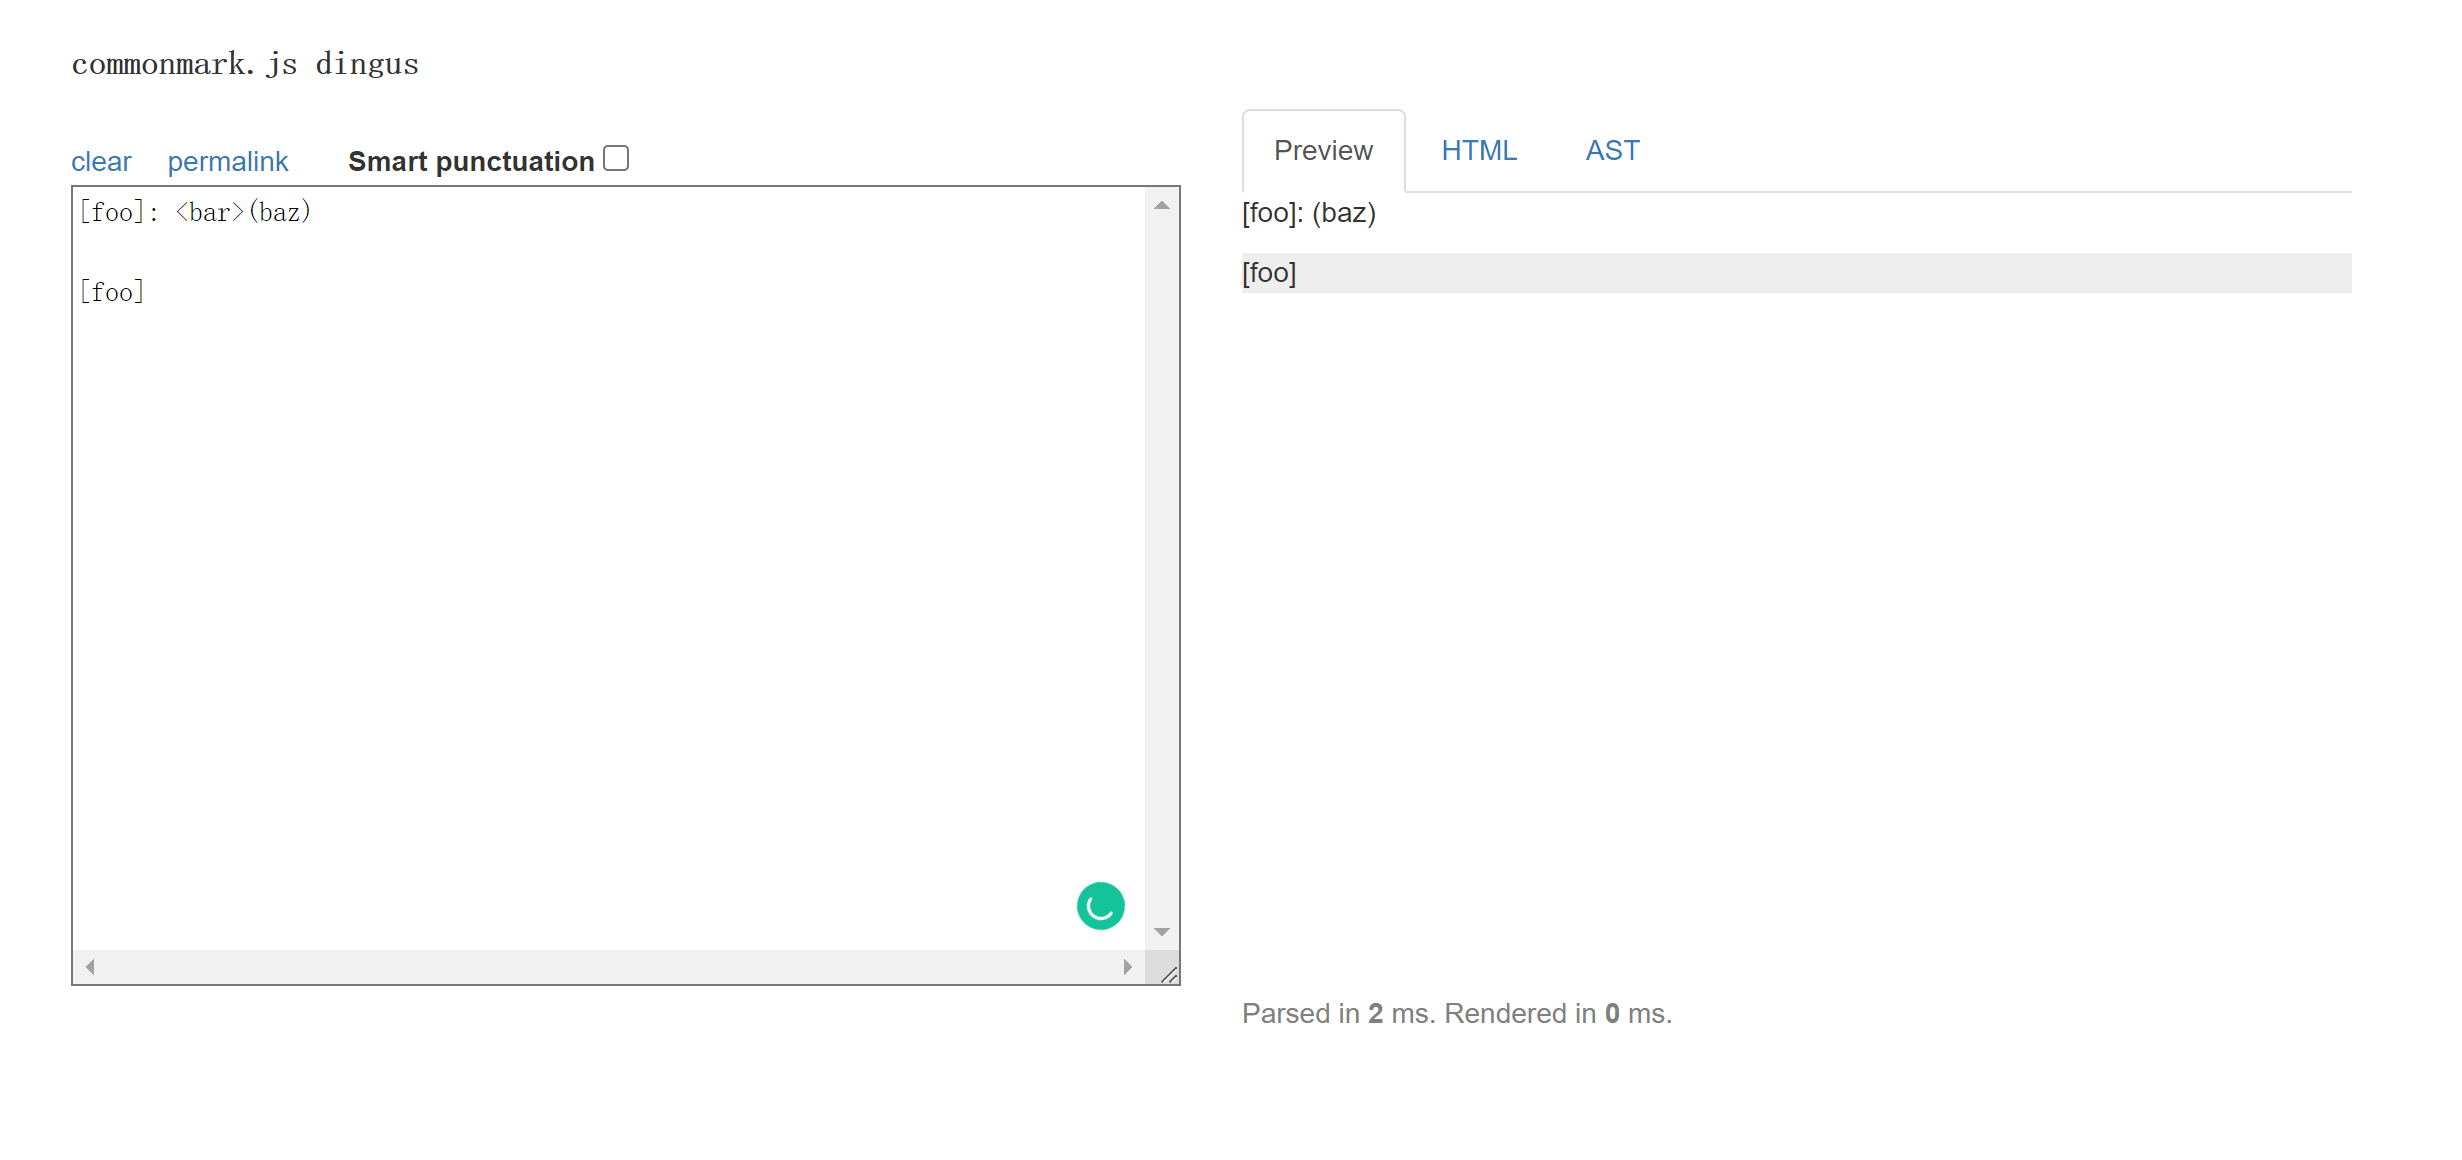 commonmark.js dingus
clear permalink Smart punctuation
[foo]: <bar>(baz)
[foo]
Preview HTML AST
[foo]: (baz)
[foo]
Parsed in 2 ms. Rendered in 0 ms.